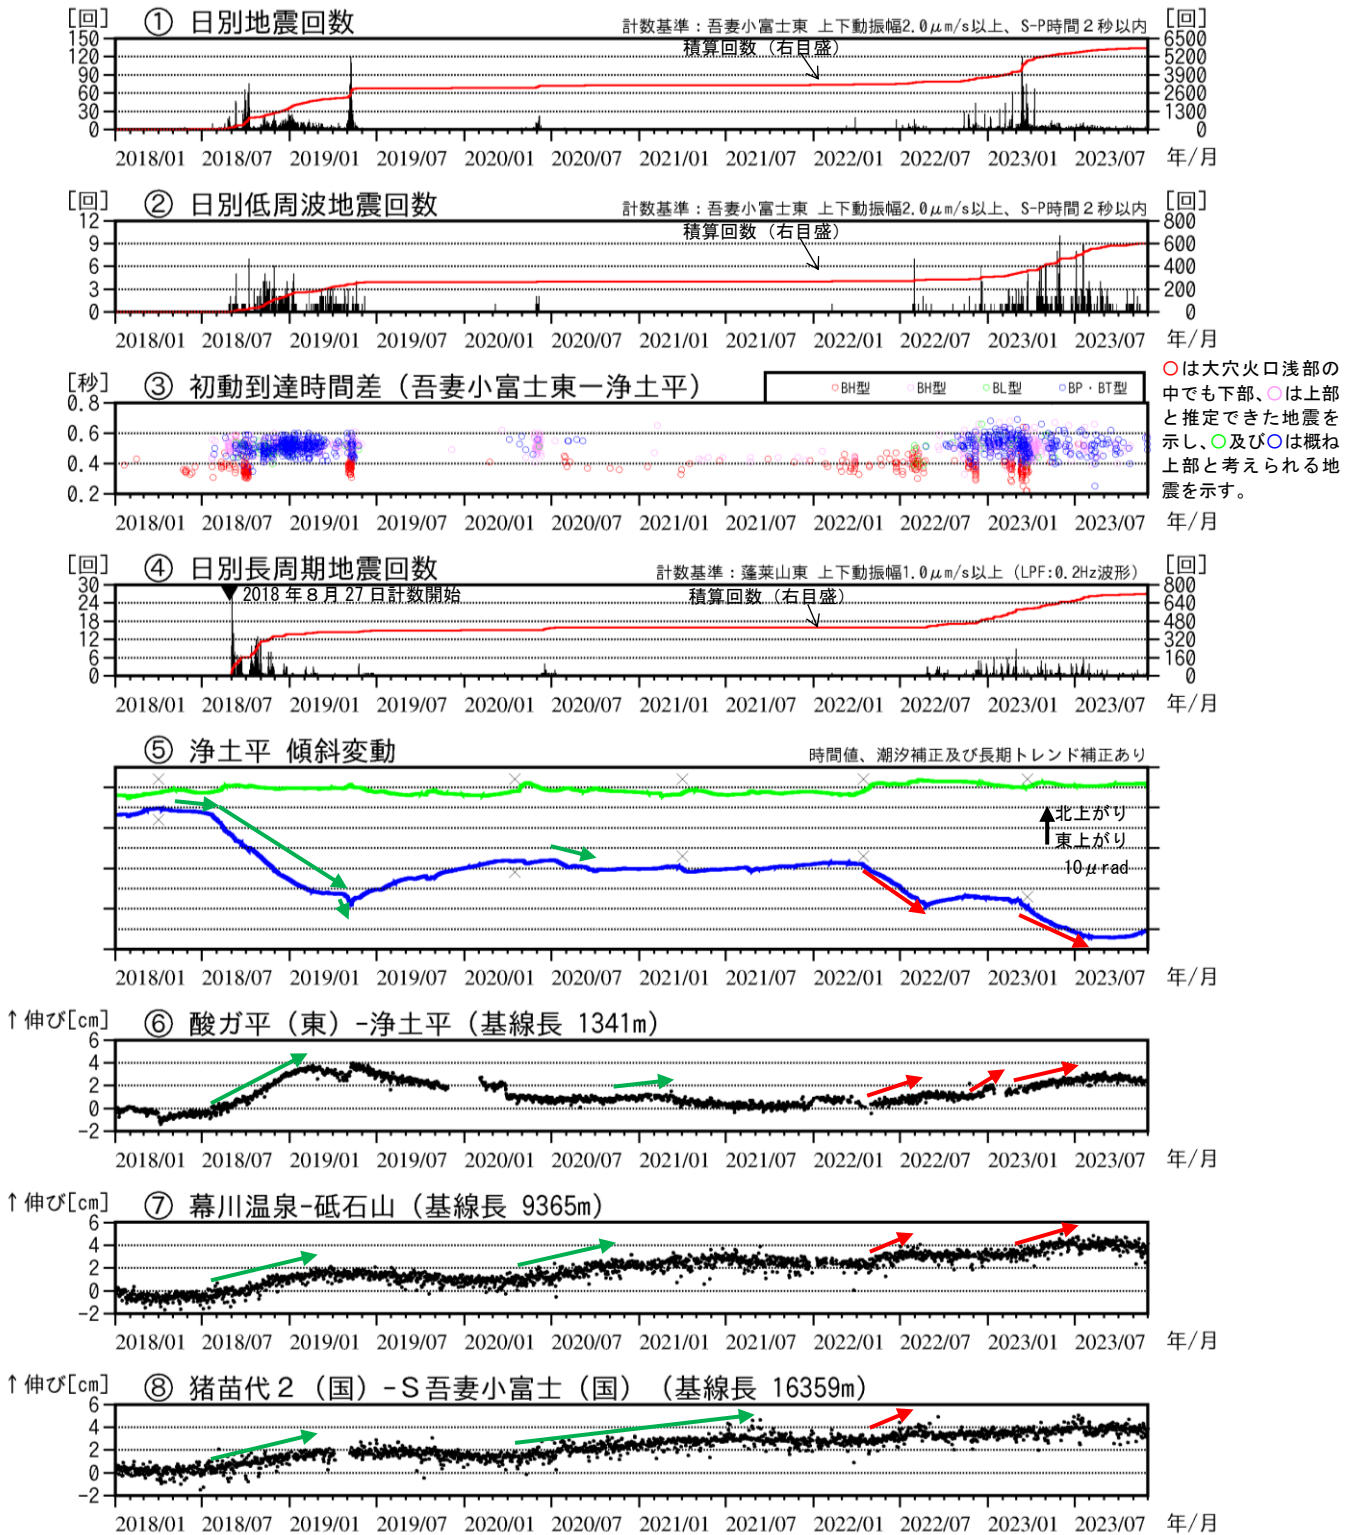 [回] ① 日別地震回数 計数基準：吾妻小富士東 上下動振幅2.0μm/s以上、S-P時間２秒以内 [回]
150 積算回数（右目盛） 6500
120 5200
90 3900
60 2600
30 1300
0 0
2018/01 2018/07 2019/01 2019/07 2020/01 2020/07 2021/01 2021/07 2022/01 2022/07 2023/01 2023/07 年/月
[回] ② 日別低周波地震回数 計数基準：吾妻小富士東 上下動振幅2.0μm/s以上、S-P時間２秒以内 [回]
12 積算回数（右目盛） 800
9 600
6 400
3 200
0 0
2018/01 2018/07 2019/01 2019/07 2020/01 2020/07 2021/01 2021/07 2022/01 2022/07 2023/01 2023/07 年/月
[秒] ③ 初動到達時間差（吾妻小富士東ー浄土平）
○BH型 ○BH型 ○BL型 ○BP・BT型
0.8
0.6
0.4
0.2
○は大穴火口浅部の
中でも下部、○は上部
と推定できた地震を
示し、○及び○は概ね
上部と考えられる地
震を示す。
2018/01 2018/07 2019/01 2019/07 2020/01 2020/07 2021/01 2021/07 2022/01 2022/07 2023/01 2023/07 年/月
[回] ④ 日別長周期地震回数 計数基準：蓬莱山東 上下動振幅1.0μm/s以上（LPF:0.2Hz波形） [回]
30 ▼2018 年８月 27 日計数開始 積算回数（右目盛） 800
24 640
18 480
12 320
6 160
0 0
2018/01 2018/07 2019/01 2019/07 2020/01 2020/07 2021/01 2021/07 2022/01 2022/07 2023/01 2023/07 年/月
⑤ 浄土平 傾斜変動 時間値、潮汐補正及び長期トレンド補正あり
北上がり
東上がり
10μrad
2018/01 2018/07 2019/01 2019/07 2020/01 2020/07 2021/01 2021/07 2022/01 2022/07 2023/01 2023/07 年/月
↑伸び[cm] ⑥ 酸ガ平（東）-浄土平（基線長 1341m）
6
4
2
0
-2
2018/01 2018/07 2019/01 2019/07 2020/01 2020/07 2021/01 2021/07 2022/01 2022/07 2023/01 2023/07 年/月
↑伸び[cm] ⑦ 幕川温泉-砥石山（基線長 9365m）
6
4
2
0
-2
2018/01 2018/07 2019/01 2019/07 2020/01 2020/07 2021/01 2021/07 2022/01 2022/07 2023/01 2023/07 年/月
↑伸び[cm] ⑧ 猪苗代２（国）-Ｓ吾妻小富士（国）（基線長 16359m）
6
4
2
0
-2
2018/01 2018/07 2019/01 2019/07 2020/01 2020/07 2021/01 2021/07 2022/01 2022/07 2023/01 2023/07 年/月